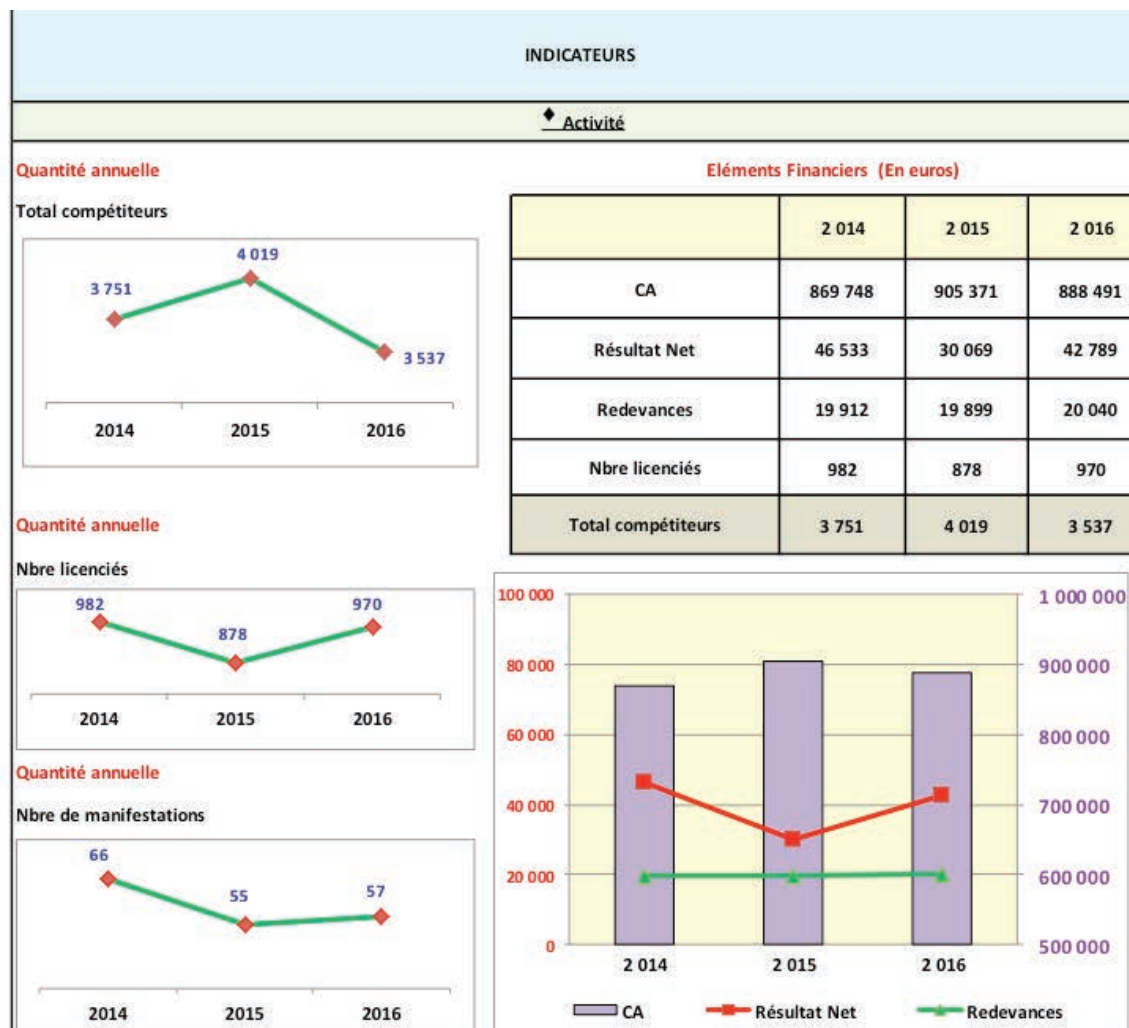 INDICATEURS
♦ Activité
Quantité annuelle
Total compétiteurs
3 751
4 019
3 537
2014 2015 2016
Quantité annuelle
Nbre licenciés
982
878
970
2014 2015 2016
Quantité annuelle
Nbre de manifestations
66
55
57
2014 2015 2016
Eléments Financiers (En euros)
2 014 2 015 2 016
CA 869 748 905 371 888 491
Résultat Net 46 533 30 069 42 789
Redevances 19 912 19 899 20 040
Nbre licenciés 982 878 970
Total compétiteurs 3 751 4 019 3 537
100 000 1 000 000
80 000 900 000
60 000 800 000
40 000 700 000
20 000 600 000
0 500 000
2 014 2 015 2 016
CA Résultat Net Redevances